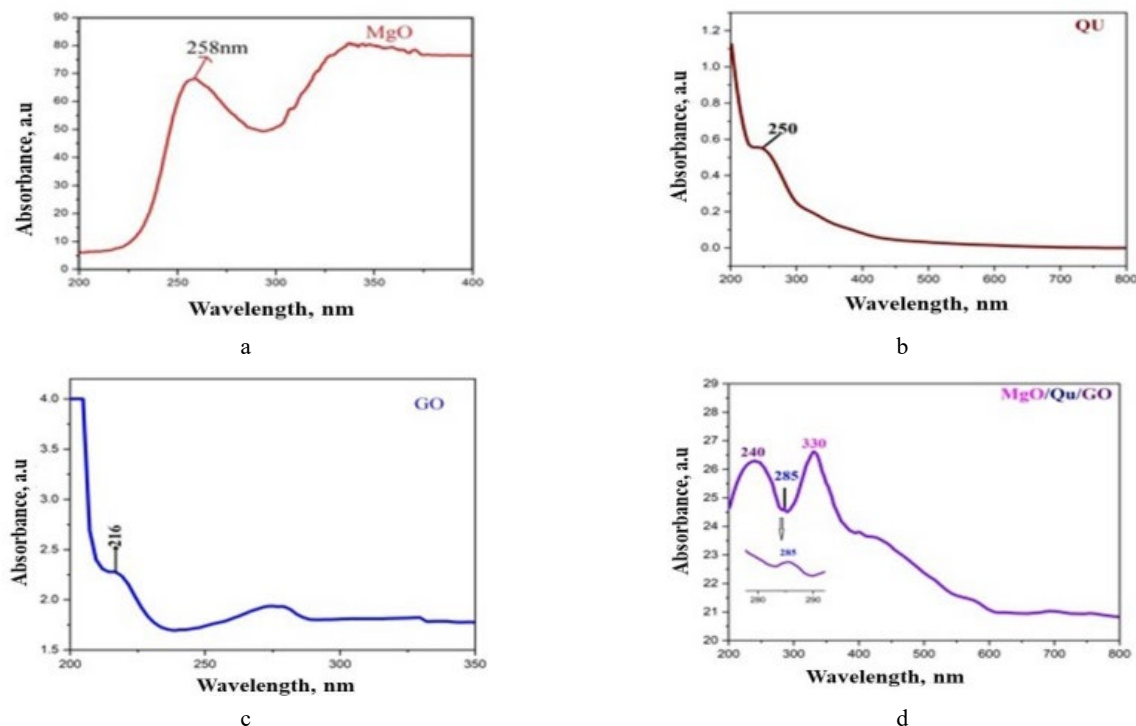 MgO
258nm
Absorbance, a.u
90
80
70
60
50
40
30
20
10
0
200 250 300 350 400
Wavelength, nm
a
QU
250
Absorbance, a.u
1.2
1.0
0.8
0.6
0.4
0.2
0.0
200 300 400 500 600 700 800
Wavelength, nm
b
GO
216
Absorbance, a.u
4.0
3.5
3.0
2.5
2.0
1.5
200 250 300 350
Wavelength, nm
c
MgO/Qu/GO
240
285
330
285
280 290
Absorbance, a.u
29
28
27
26
25
24
23
22
21
20
200 300 400 500 600 700 800
Wavelength, nm
d